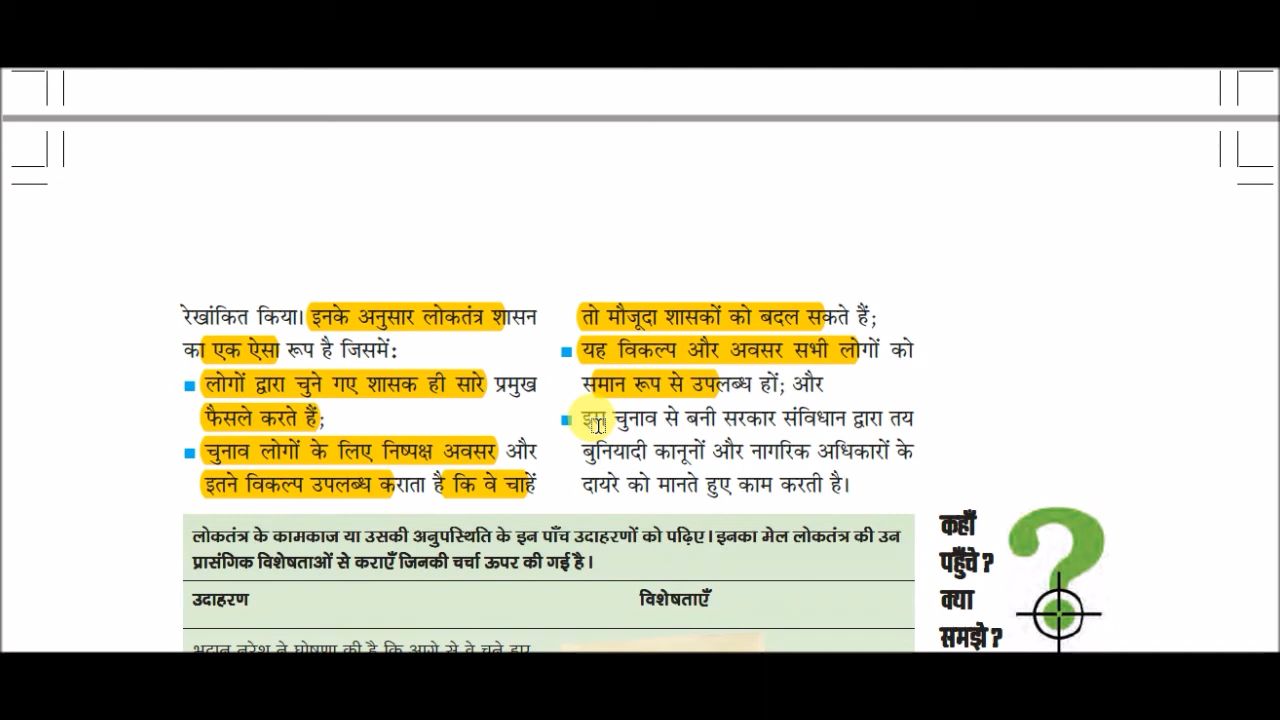 रेखांकित किया। इनके अनुसार लोकतंत्र शासन
का एक ऐसा रूप है जिसमें:
लोगों द्वारा चुने गए शासक ही सारे प्रमुख
फैसले करते हैं;
चुनाव लोगों के लिए निष्पक्ष अवसर और
इतने विकल्प उपलब्ध कराता है कि वे चाहें
तो मौजूदा शासकों को बदल सकते हैं;
यह विकल्प और अवसर सभी लोगों को
समान रूप से उपलब्ध हों; और
इस चुनाव से बनी सरकार संविधान द्वारा तय
बुनियादी कानूनों और नागरिक अधिकारों के
दायरे को मानते हुए काम करती है।
लोकतंत्र के कामकाज या उसकी अनुपस्थिति के इन पाँच उदाहरणों को पढ़िए। इनका मेल लोकतंत्र की उन
प्रासंगिक विशेषताओं से कराएँ जिनकी चर्चा ऊपर की गई है।
उदाहरण विशेषताएँ
भूटान नरेश ने घोषणा की है कि आगे से वे चुने हुए
कहाँ
पहुँचे?
क्या
समझे?